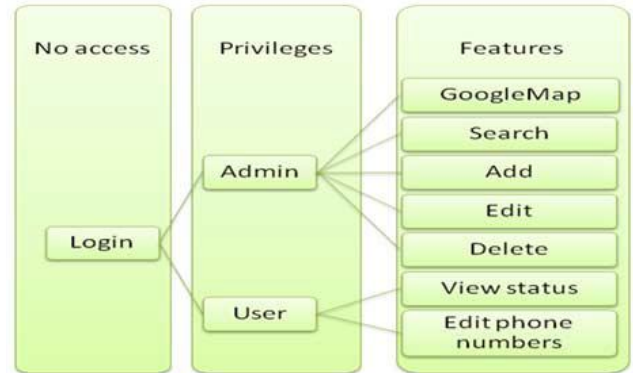 No access
Privileges
Features
GoogleMap
Search
Admin
Add
Edit
Login
Delete
View status
User
Edit phone
numbers